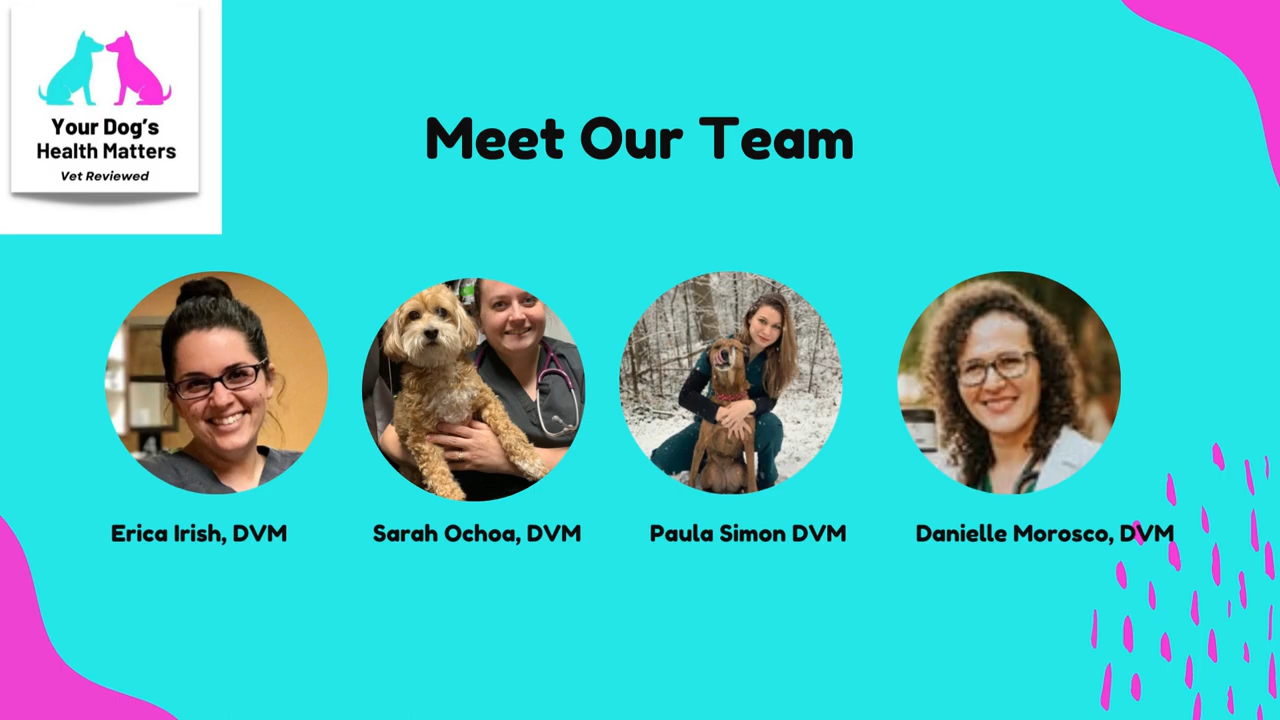 Your Dog's
Health Matters
Vet Reviewed
Meet Our Team
Erica Irish, DVM
Sarah Ochoa, DVM
Paula Simon DVM
Danielle Morosco, DVM